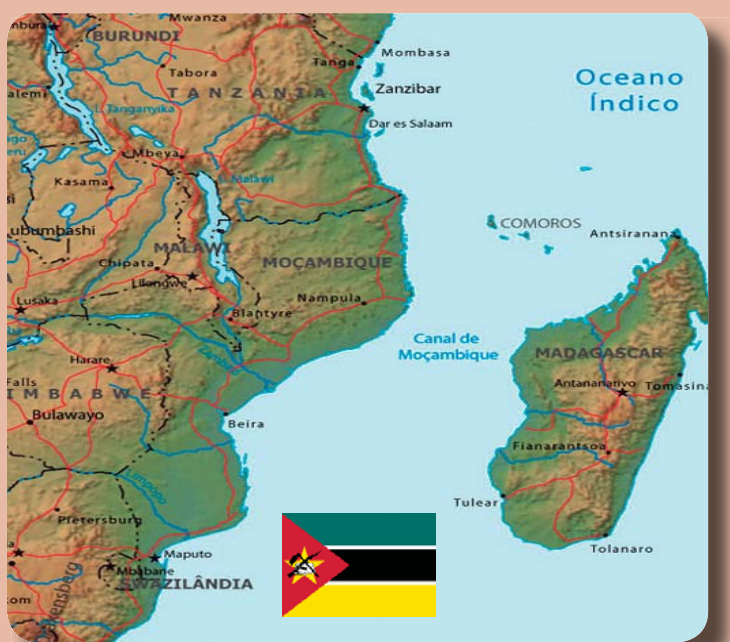 Mwanza
BURUNDI
Mombasa
Tanga
Tabora
Zanzibar
TANZANIA
L. Tanganyika
Dar es Salaam
Oceano
Índico
Mbeya
Kasama
L. Malawi
COMOROS
Antsiranana
MALAWI
Chipata
MOÇAMBIQUE
Lilongwe
Lusaka
Nampula
Blantyre
Canal de
Moçambique
Zambeze
Harare
MADAGASCAR
Antananarivo
Tomasina
Falls
Bulawayo
Beira
Fianarantsoa
Limpopo
Tulear
Pietersburg
Tolanaro
Maputo
Mbabane
SWAZILÂNDIA